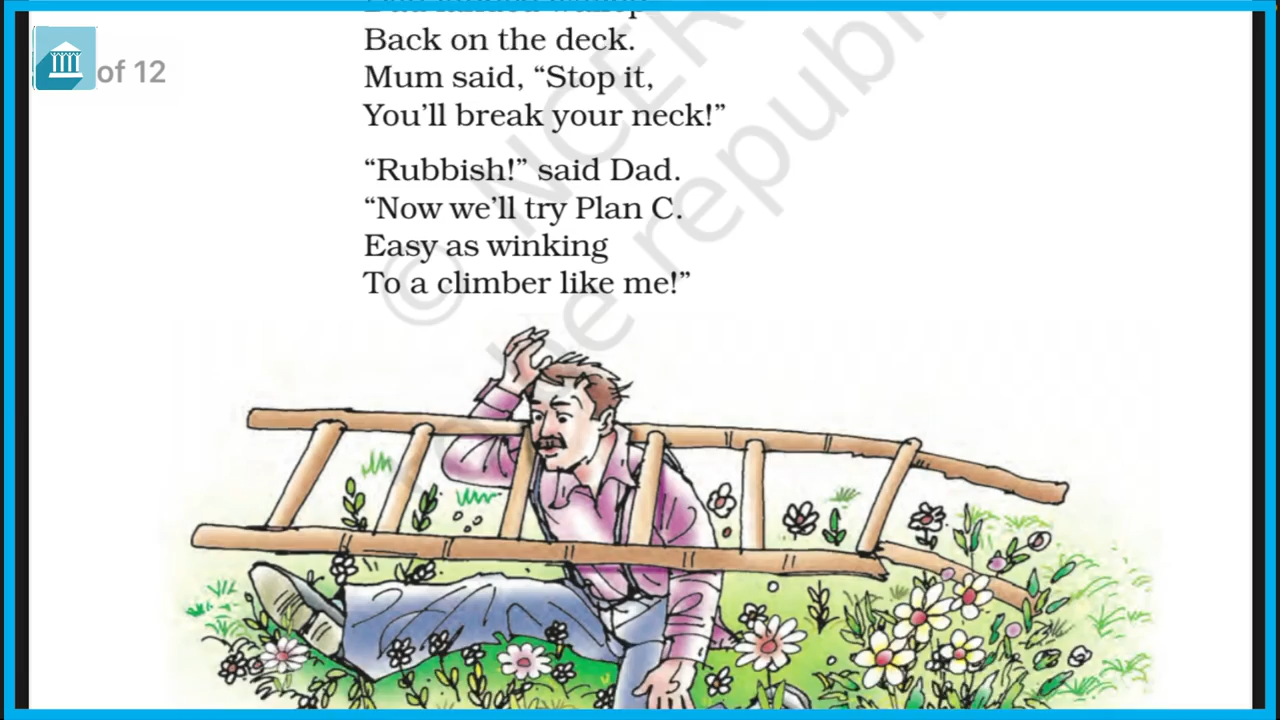 of 12
Back on the deck.
Mum said, “Stop it,
You’ll break your neck!”
“Rubbish!” said Dad.
“Now we’ll try Plan C.
Easy as winking
To a climber like me!”